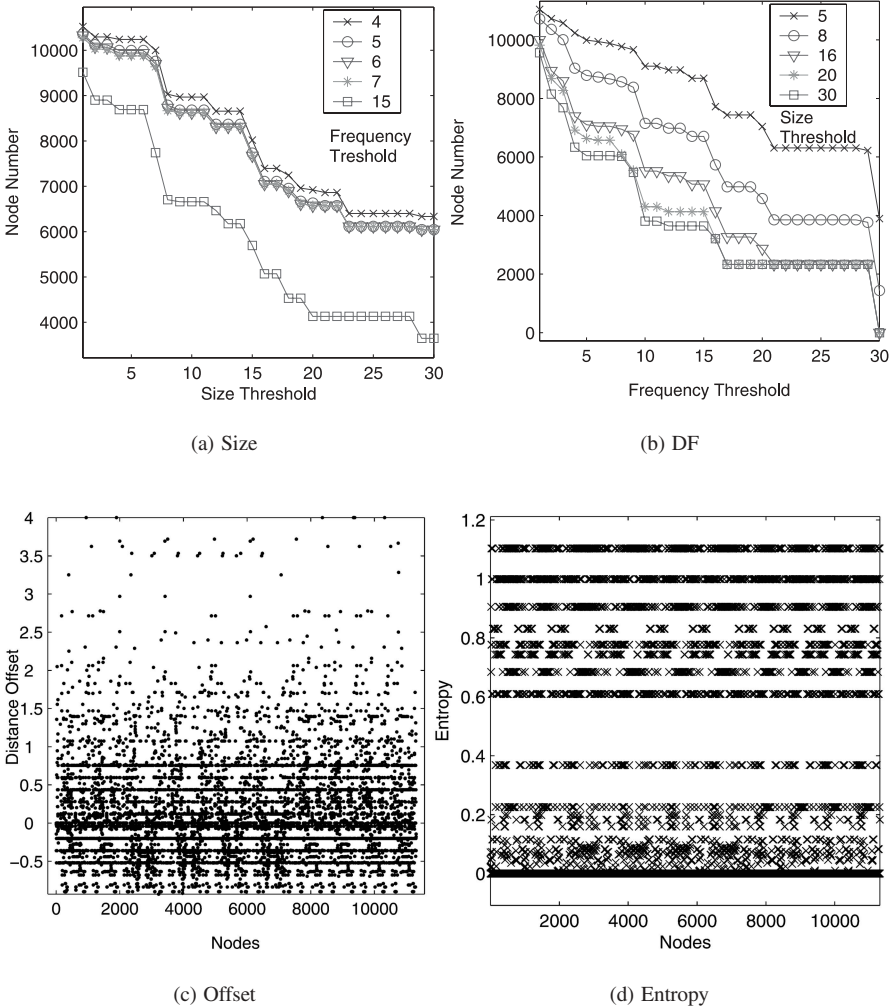 4
5
6
7
15
Frequency
Treshold
10000
9000
8000
7000
6000
5000
4000
Node Number
5 10 15 20 25 30
Size Threshold
(a) Size
5
8
16
20
30
Size
Threshold
10000
8000
6000
4000
2000
0
Node Number
5 10 15 20 25 30
Frequency Threshold
(b) DF
4
3.5
3
2.5
2
1.5
1
0.5
0
−0.5
Distance Offset
0 2000 4000 6000 8000 10000
Nodes
(c) Offset
1.2
1
0.8
0.6
0.4
0.2
0
Entropy
2000 4000 6000 8000 10000
Nodes
(d) Entropy